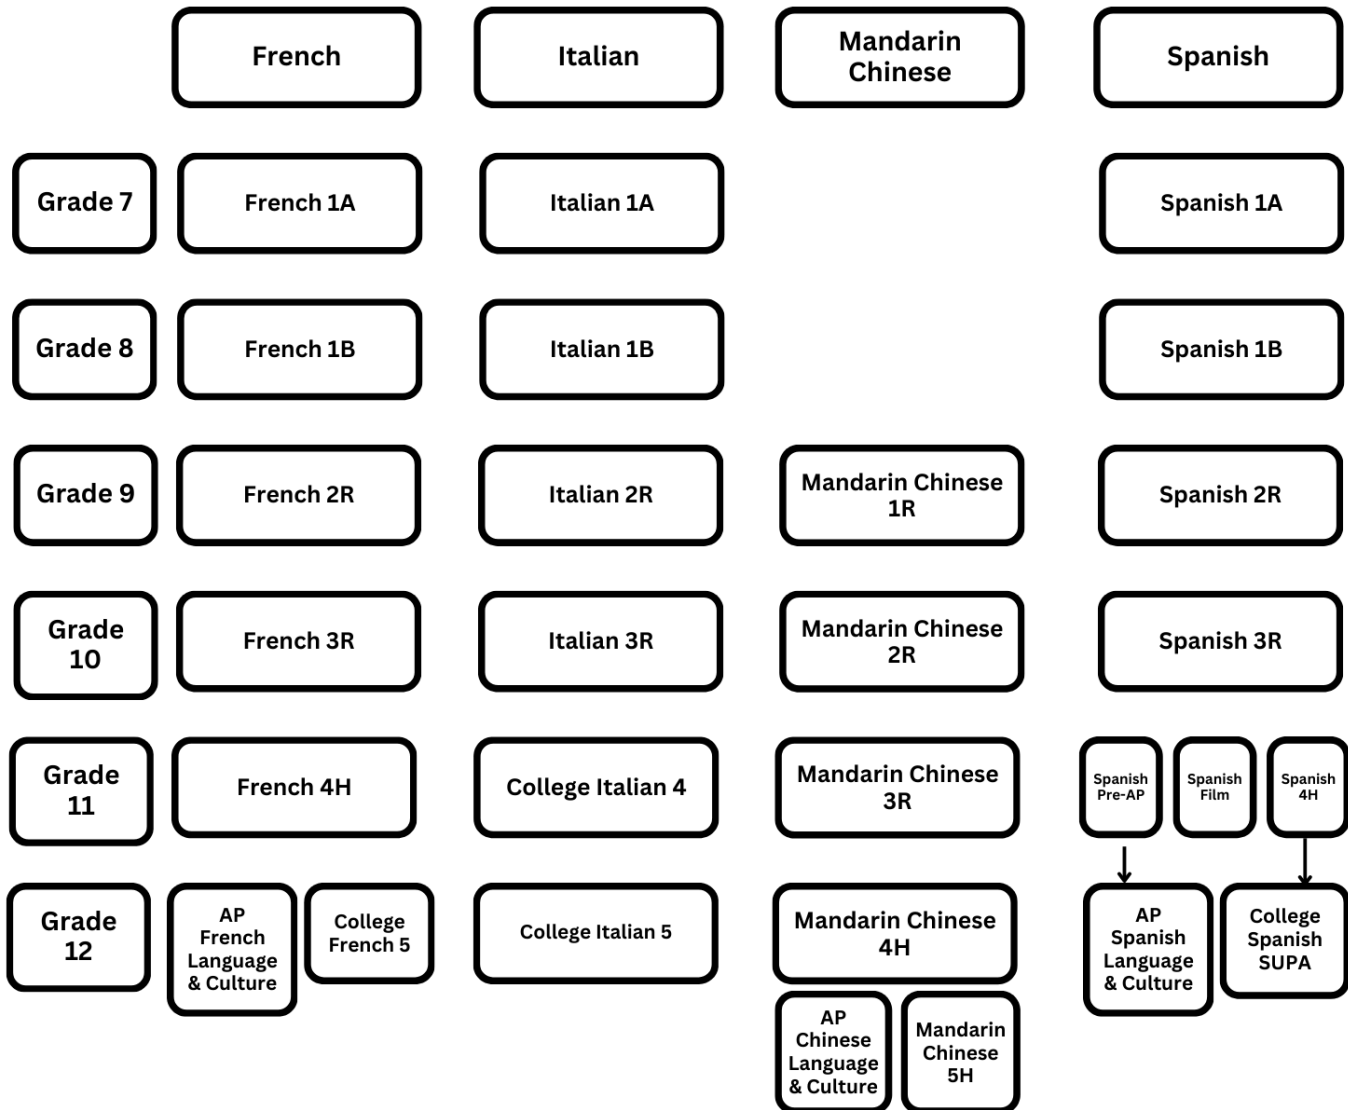 French
Italian
Mandarin
Chinese
Spanish
Grade 7
French 1A
Italian 1A
Spanish 1A
Grade 8
French 1B
Italian 1B
Spanish 1B
Grade 9
French 2R
Italian 2R
Mandarin Chinese
1R
Spanish 2R
Grade
10
French 3R
Italian 3R
Mandarin Chinese
2R
Spanish 3R
Grade
11
French 4H
College Italian 4
Mandarin Chinese
3R
Spanish
Pre-AP
Spanish
Film
Spanish
4H
Grade
12
AP
French
Language
& Culture
College
French 5
College Italian 5
Mandarin Chinese
4H
AP
Spanish
Language
& Culture
College
Spanish
SUPA
AP
Chinese
Language
& Culture
Mandarin
Chinese
5H